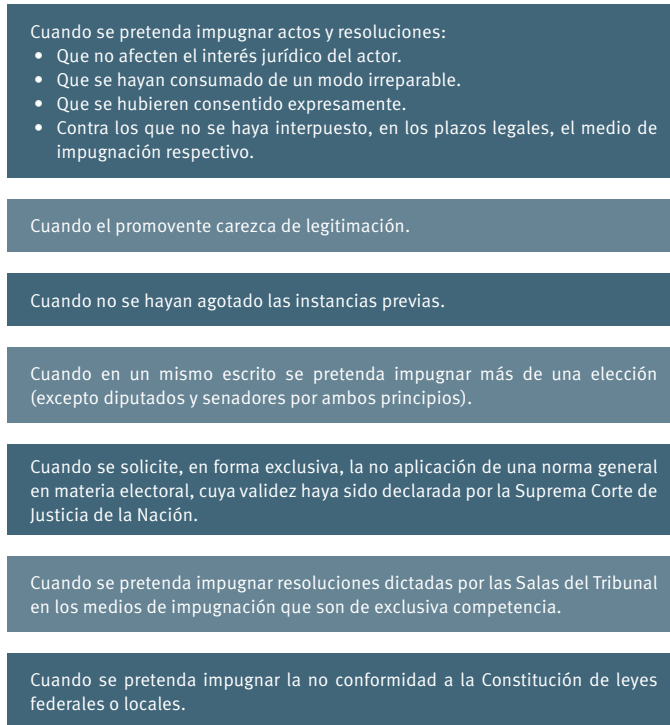 Cuando se pretenda impugnar actos y resoluciones:
• Que no afecten el interés jurídico del actor.
• Que se hayan consumado de un modo irreparable.
• Que se hubieren consentido expresamente.
• Contra los que no se haya interpuesto, en los plazos legales, el medio de
impugnación respectivo.
Cuando el promovente carezca de legitimación.
Cuando no se hayan agotado las instancias previas.
Cuando en un mismo escrito se pretenda impugnar más de una elección
(excepto diputados y senadores por ambos principios).
Cuando se solicite, en forma exclusiva, la no aplicación de una norma general
en materia electoral, cuya validez haya sido declarada por la Suprema Corte de
Justicia de la Nación.
Cuando se pretenda impugnar resoluciones dictadas por las Salas del Tribunal
en los medios de impugnación que son de exclusiva competencia.
Cuando se pretenda impugnar la no conformidad a la Constitución de leyes
federales o locales.